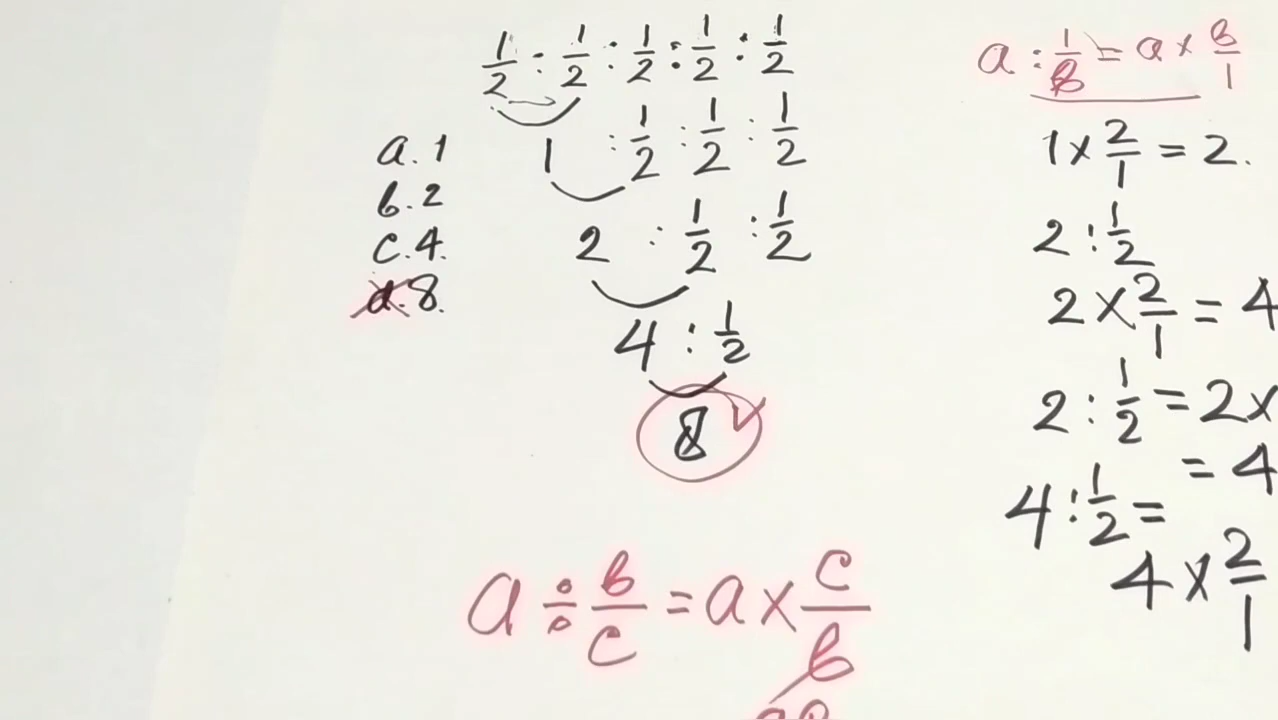 1/2 : 1/2 : 1/2 : 1/2 : 1/2
a. 1
b. 2
c. 4.
d. 8.
1 : 1/2 : 1/2 : 1/2
2 : 1/2 : 1/2
4 : 1/2
8
a ÷ b/c = a × c/b
a : 1/b = a × b/1
1 × 2/1 = 2.
2 : 1/2
2 × 2/1 = 4
2 : 1/2 = 2 ×
= 4
4 : 1/2 =
4 × 2/1